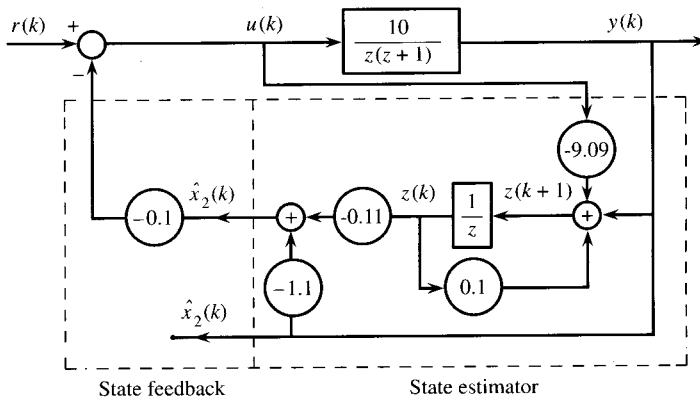 r(k)
+
u(k)
10
z(z + 1)
y(k)
−
-9.09
x̂₂(k)
−0.1
+
-0.11
z(k)
1
z
z(k + 1)
+
−1.1
0.1
x̂₂(k)
State feedback
State estimator